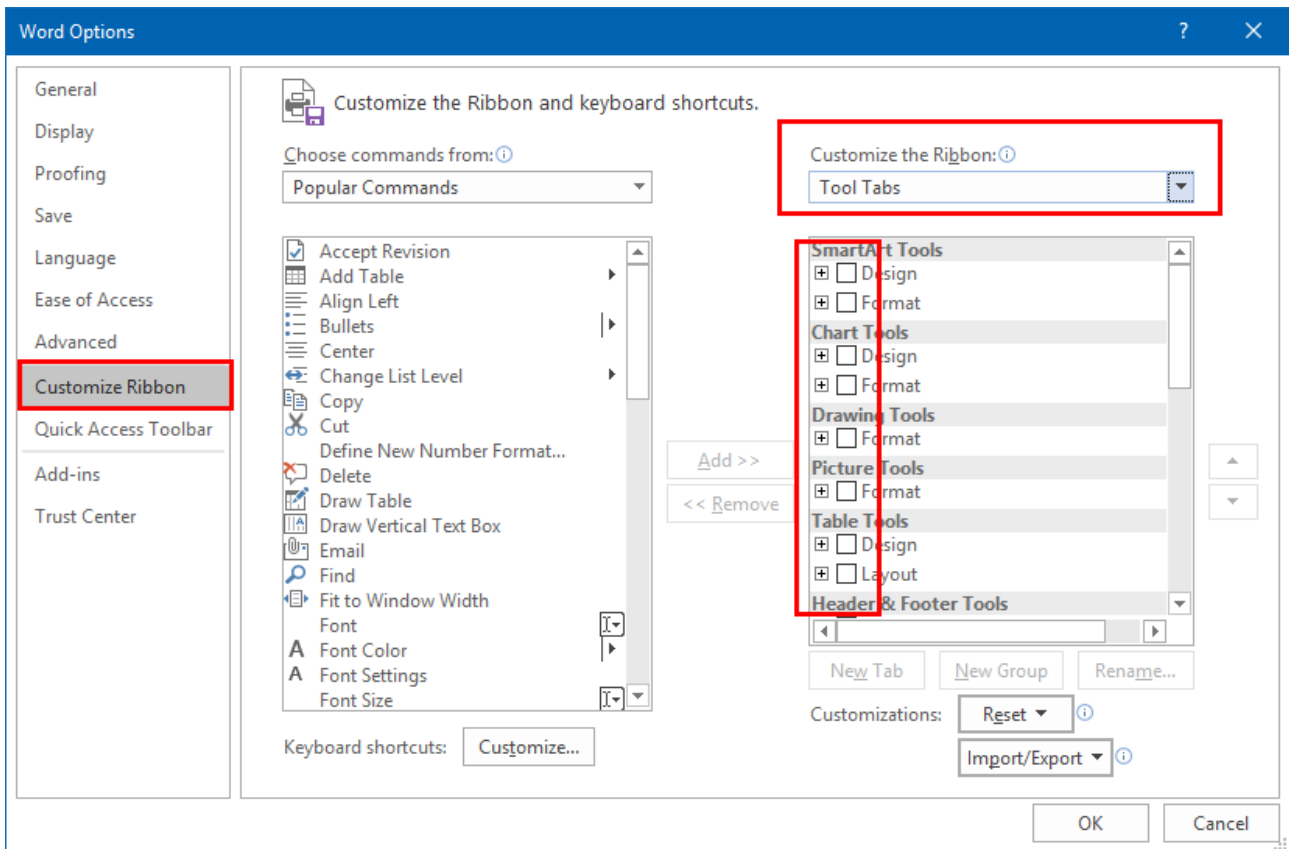 Word Options
?
General
Display
Proofing
Save
Language
Ease of Access
Advanced
Customize Ribbon
Quick Access Toolbar
Add-ins
Trust Center
Customize the Ribbon and keyboard shortcuts.
Choose commands from:
Popular Commands
Accept Revision
Add Table
Align Left
Bullets
Center
Change List Level
Copy
Cut
Define New Number Format...
Delete
Draw Table
Draw Vertical Text Box
Email
Find
Fit to Window Width
Font
Font Color
Font Settings
Font Size
Keyboard shortcuts: Customize...
Add >>
<< Remove
Customize the Ribbon:
Tool Tabs
SmartArt Tools
Design
Format
Chart Tools
Design
Format
Drawing Tools
Format
Picture Tools
Format
Table Tools
Design
Layout
Header & Footer Tools
New Tab New Group Rename...
Customizations: Reset
Import/Export
OK Cancel